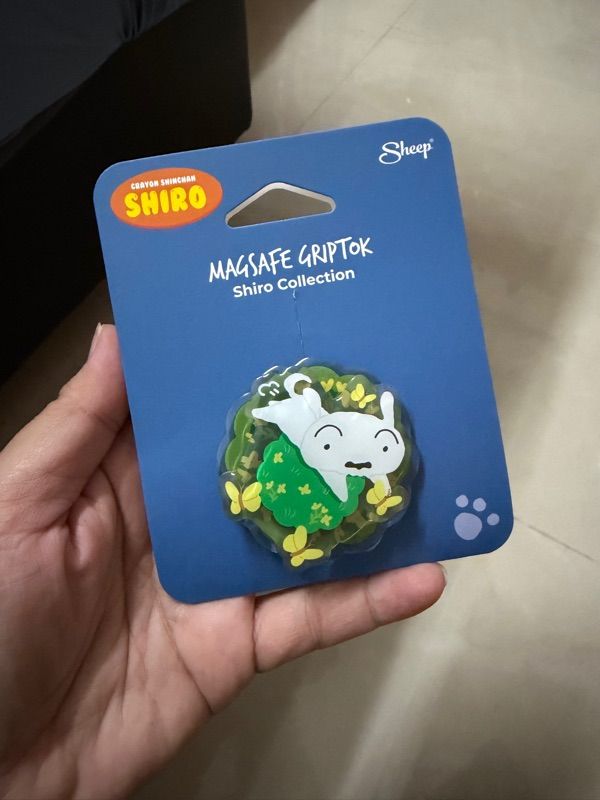 Sheep®
CRAYON SHINCHAN
SHIRO
MAGSAFE GRIPTOK
Shiro Collection